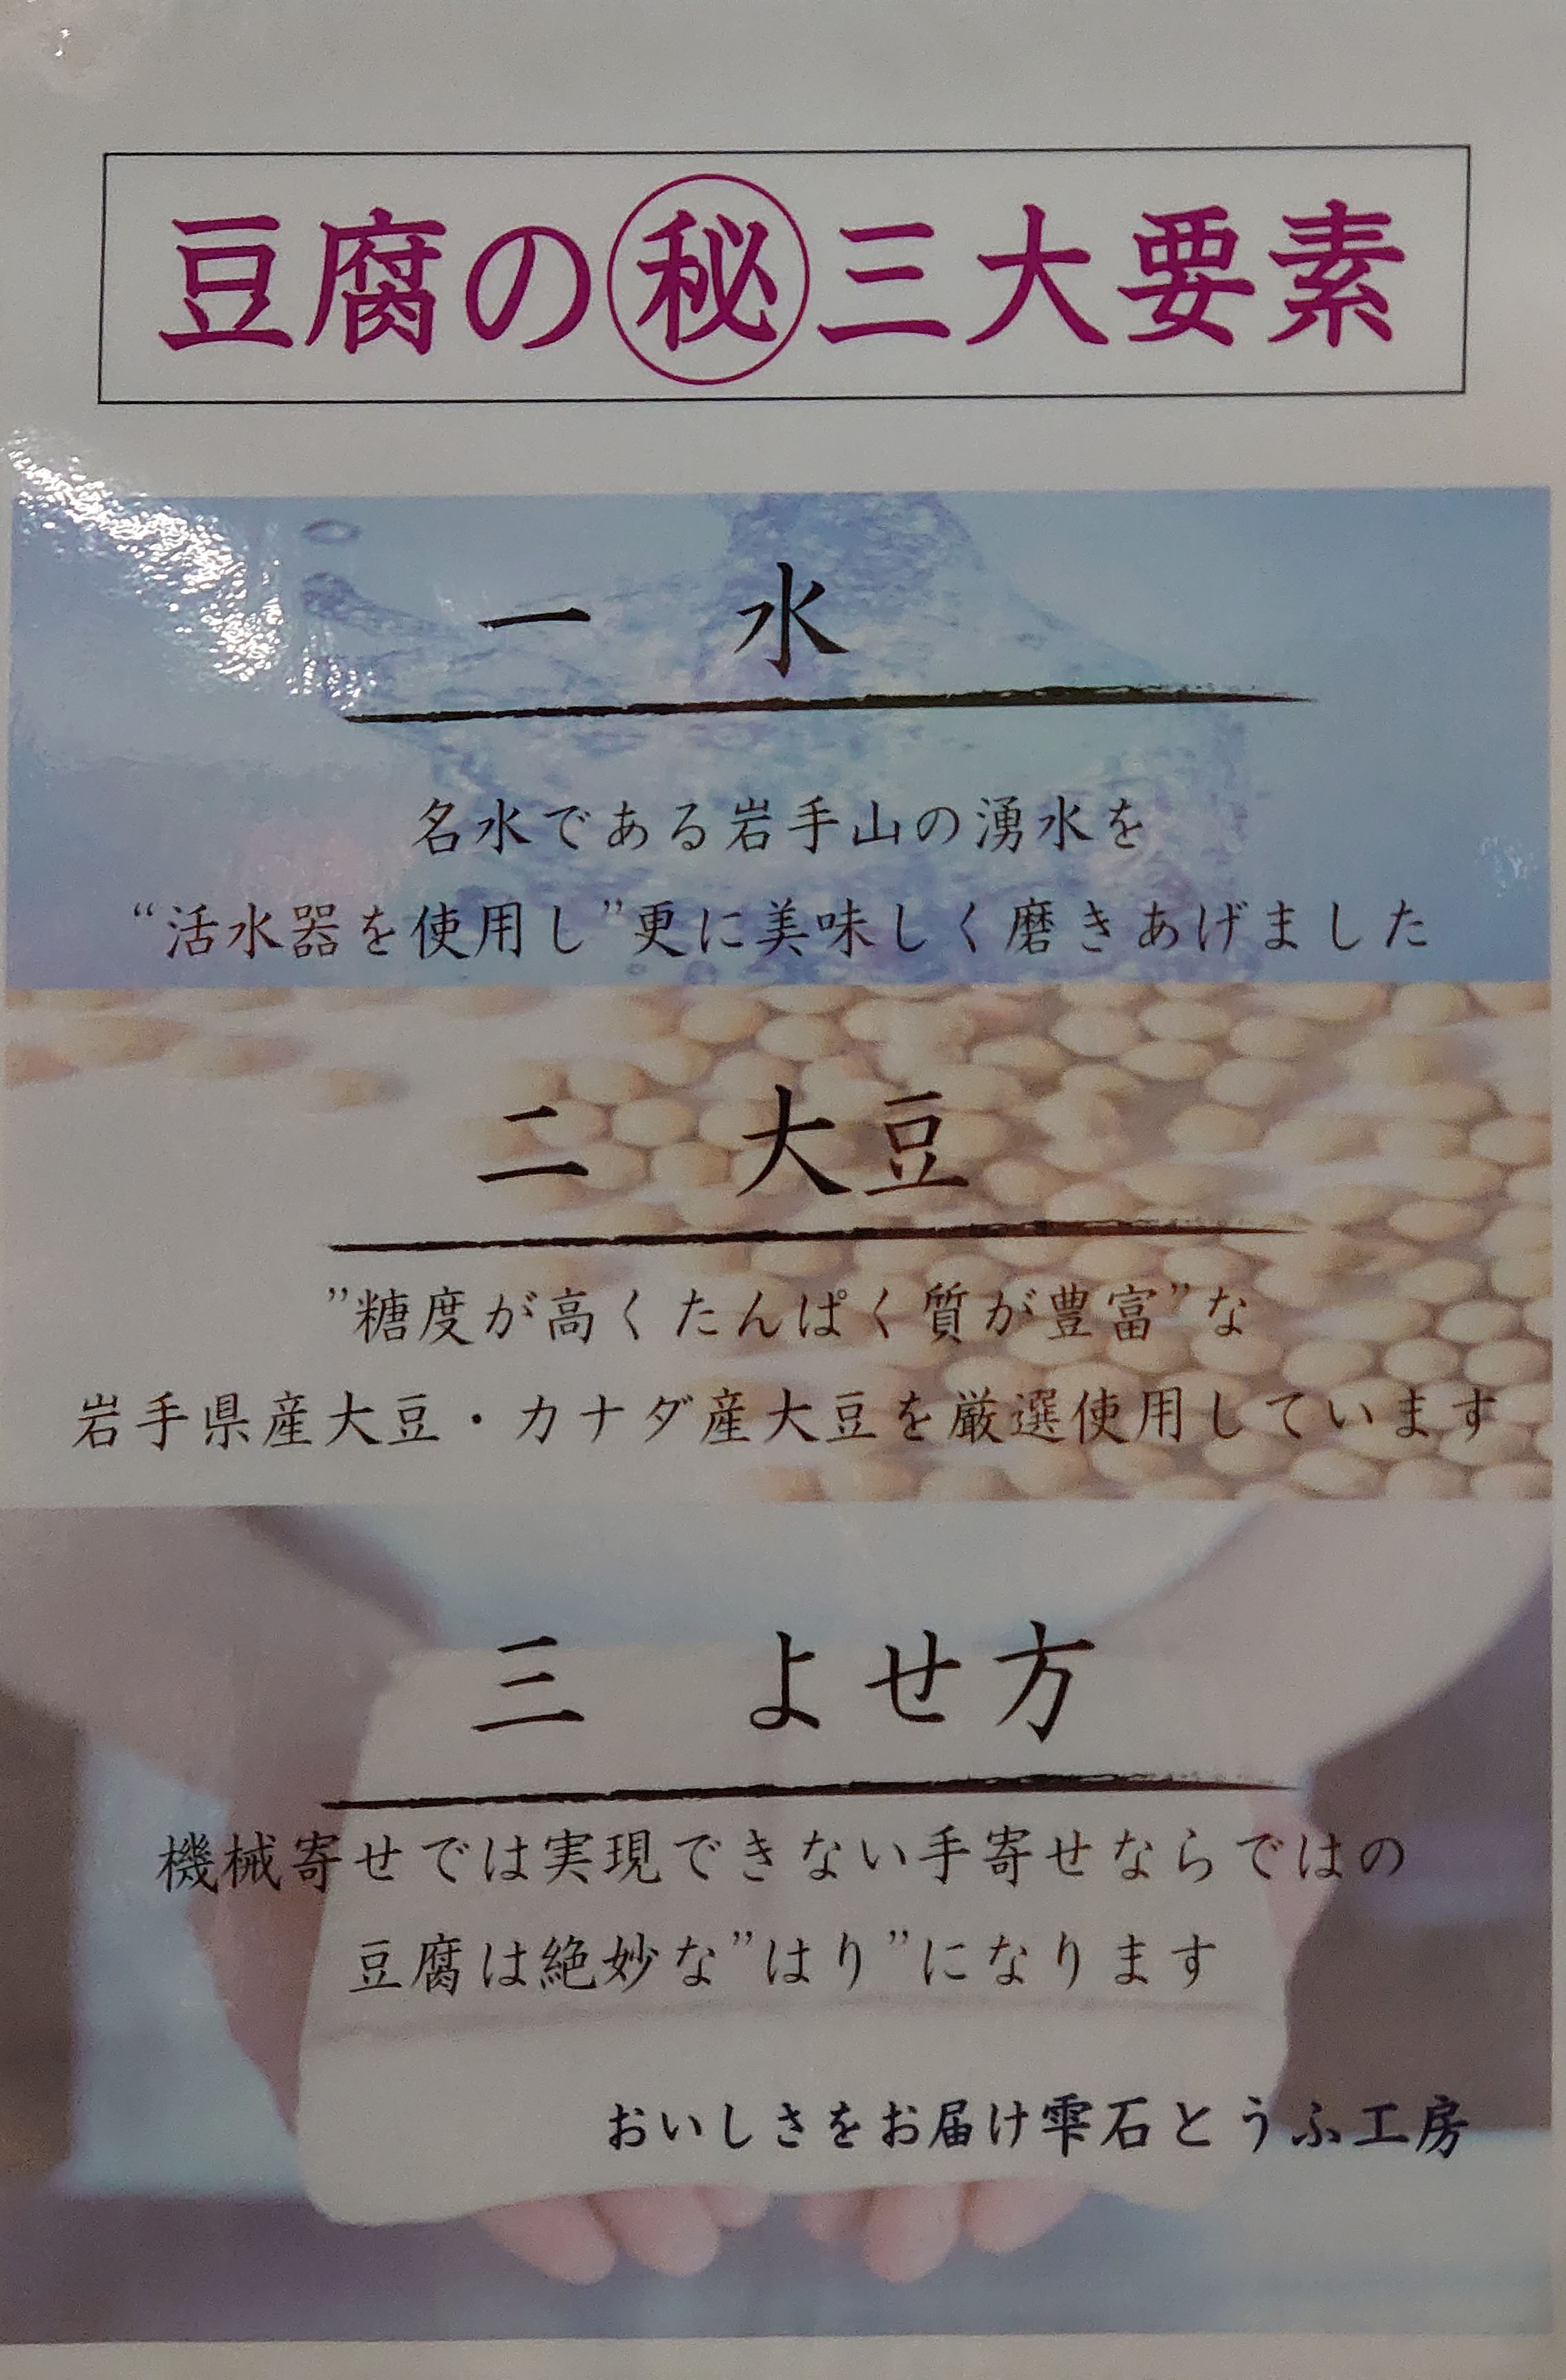 豆腐の㊙三大要素
一 水
名水である岩手山の湧水を
“活水器を使用し”更に美味しく磨きあげました
二 大豆
”糖度が高くたんぱく質が豊富”な
岩手県産大豆・カナダ産大豆を厳選使用しています
三 よせ方
機械寄せでは実現できない手寄せならではの
豆腐は絶妙な”はり”になります
おいしさをお届け雫石とうふ工房